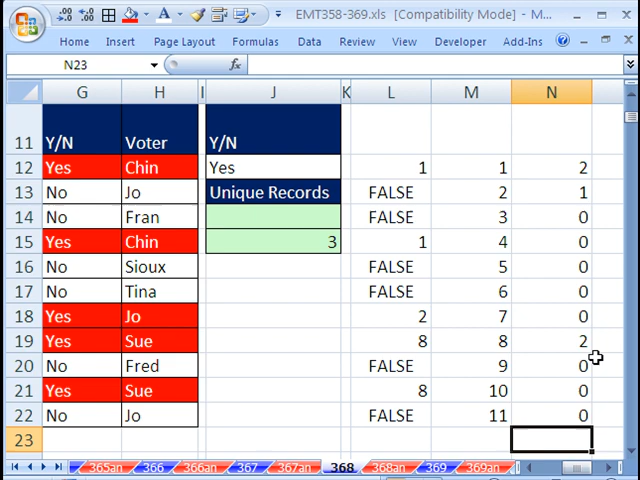 EMT358-369.xls [Compatibility Mode] - M...
Home Insert Page Layout Formulas Data Review View Developer Add-Ins
N23 fx
G H I J K L M N
11 Y/N Voter Y/N
12 Yes Chin Yes 1 1 2
13 No Jo Unique Records FALSE 2 1
14 No Fran FALSE 3 0
15 Yes Chin 3 1 4 0
16 No Sioux FALSE 5 0
17 No Tina FALSE 6 0
18 Yes Jo 2 7 0
19 Yes Sue 8 8 2
20 No Fred FALSE 9 0
21 Yes Sue 8 10 0
22 No Jo FALSE 11 0
23
365an 366 366an 367 367an 368 368an 369 369an